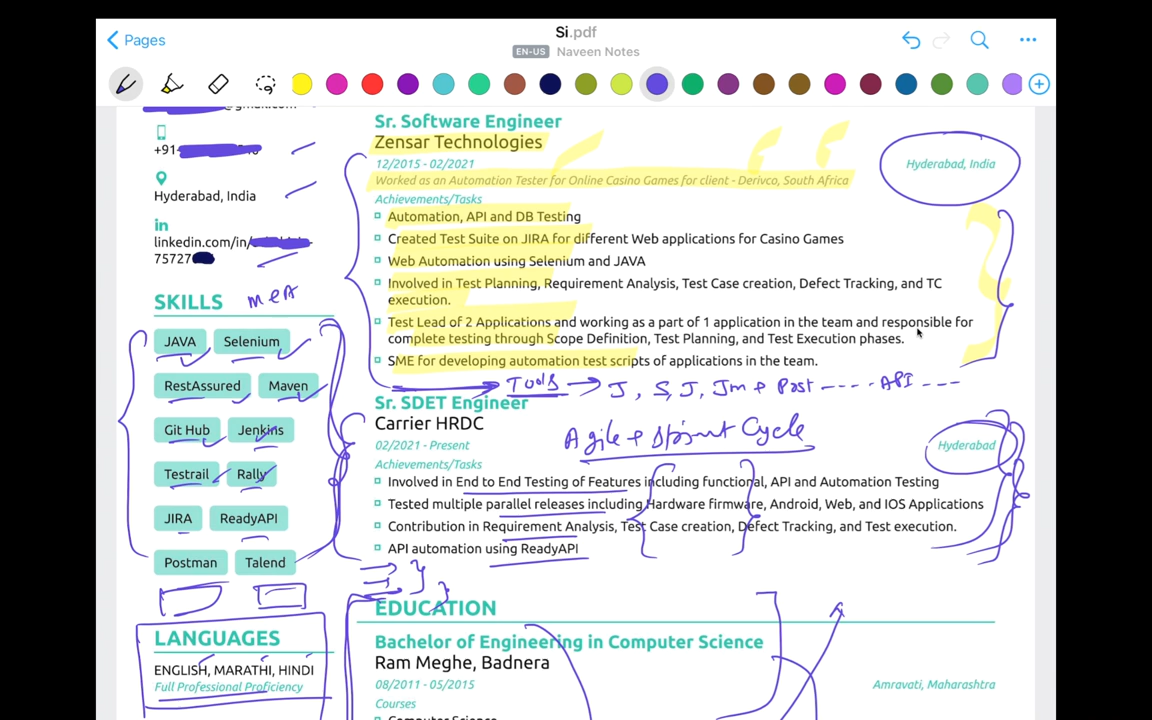 Pages
Si.pdf
EN-US Naveen Notes
+91-
Hyderabad, India
linkedin.com/in/
75727
SKILLS
JAVA Selenium
RestAssured Maven
Git Hub Jenkins
Testrail Rally
JIRA ReadyAPI
Postman Talend
LANGUAGES
ENGLISH, MARATHI, HINDI
Full Professional Proficiency
Sr. Software Engineer
Zensar Technologies
12/2015 - 02/2021 Hyderabad, India
Worked as an Automation Tester for Online Casino Games for client - Derivco, South Africa
Achievements/Tasks
Automation, API and DB Testing
Created Test Suite on JIRA for different Web applications for Casino Games
Web Automation using Selenium and JAVA
Involved in Test Planning, Requirement Analysis, Test Case creation, Defect Tracking, and TC
execution.
Test Lead of 2 Applications and working as a part of 1 application in the team and responsible for
complete testing through Scope Definition, Test Planning, and Test Execution phases.
SME for developing automation test scripts of applications in the team.
Tools → J, S, J, Jm + Post ---- API ---
Sr. SDET Engineer
Carrier HRDC
Agile + Sprint Cycle
02/2021 - Present Hyderabad
Achievements/Tasks
Involved in End to End Testing of Features including functional, API and Automation Testing
Tested multiple parallel releases including Hardware firmware, Android, Web, and IOS Applications
Contribution in Requirement Analysis, Test Case creation, Defect Tracking, and Test execution.
API automation using ReadyAPI
EDUCATION
Bachelor of Engineering in Computer Science
Ram Meghe, Badnera
08/2011 - 05/2015 Amravati, Maharashtra
Courses
Computer Science